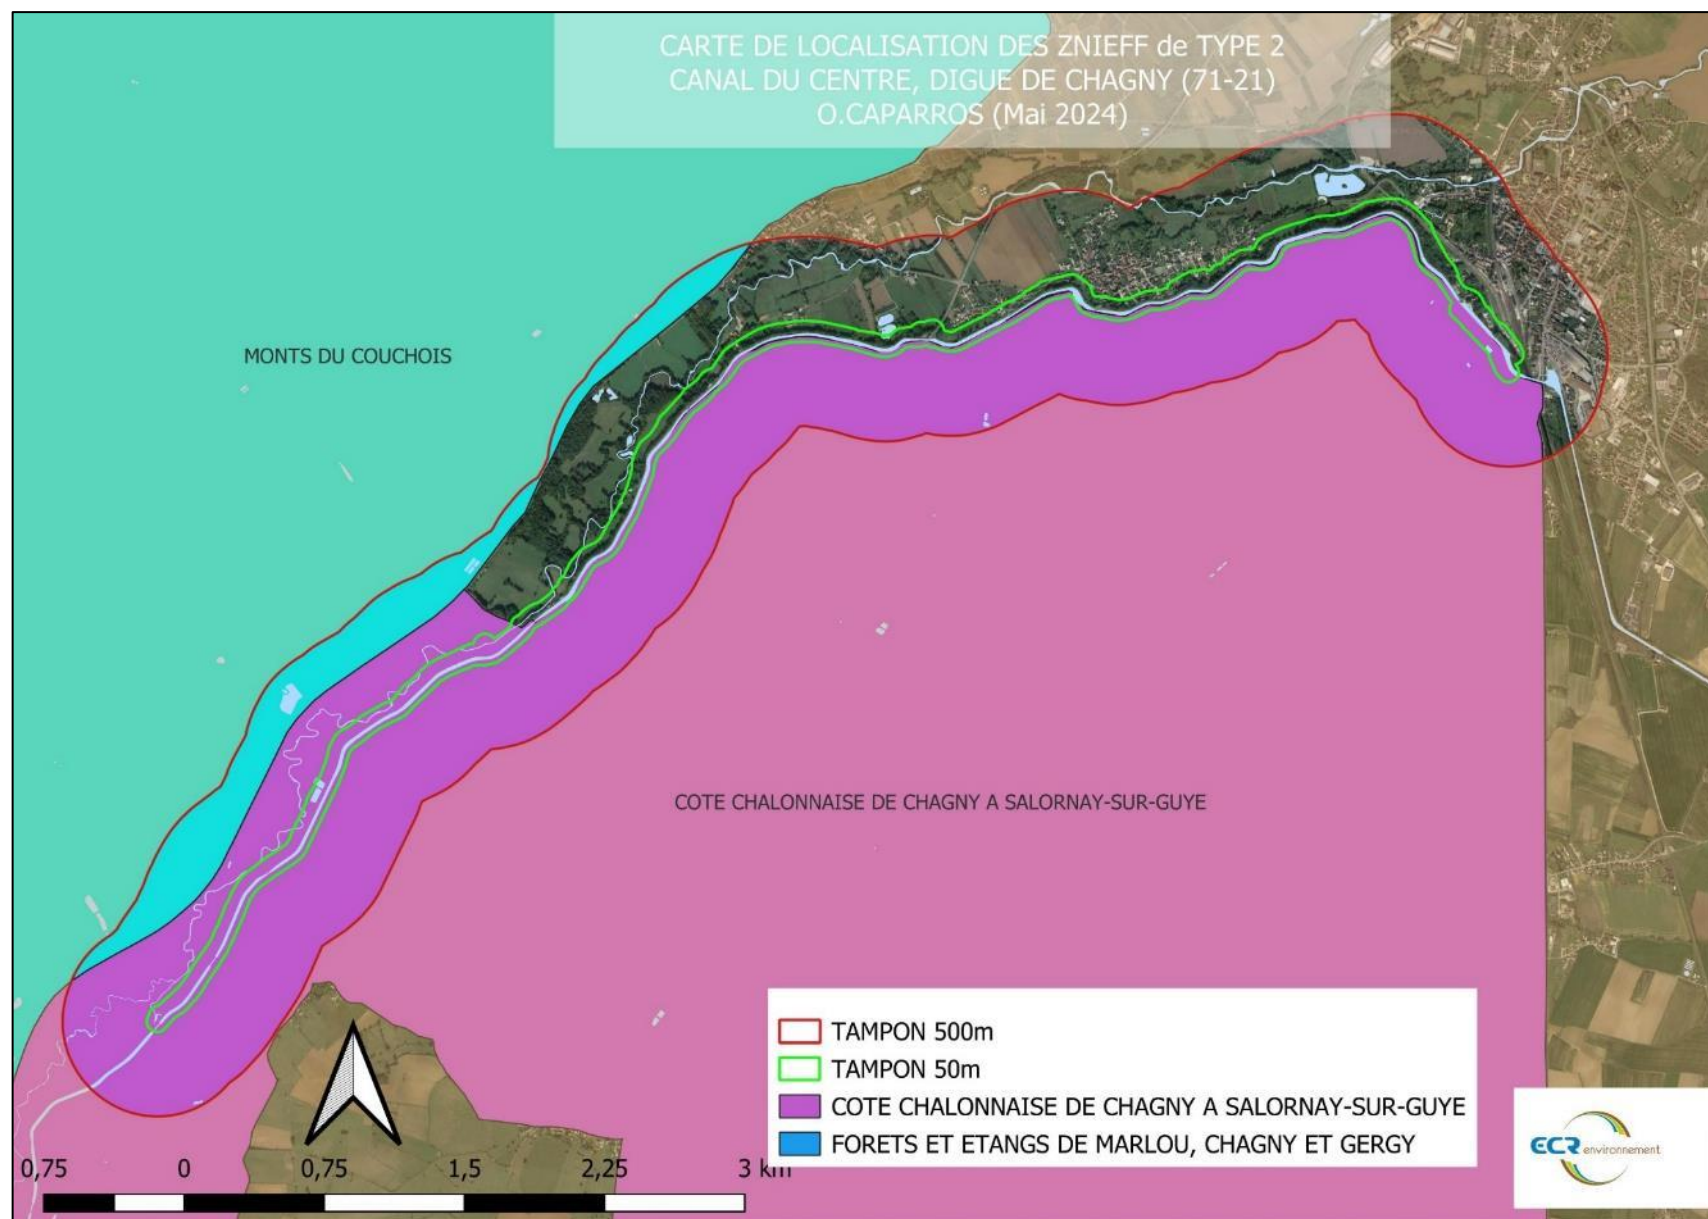 CARTE DE LOCALISATION DES ZNIEFF de TYPE 2
CANAL DU CENTRE, DIGUE DE CHAGNY (71-21)
O.CAPARROS (Mai 2024)
MONTS DU COUCHOIS
COTE CHALONNAISE DE CHAGNY A SALORNAY-SUR-GUYE
TAMPON 500m
TAMPON 50m
COTE CHALONNAISE DE CHAGNY A SALORNAY-SUR-GUYE
FORETS ET ETANGS DE MARLOU, CHAGNY ET GERGY
0,75 0 0,75 1,5 2,25 3 km
ECR environnement